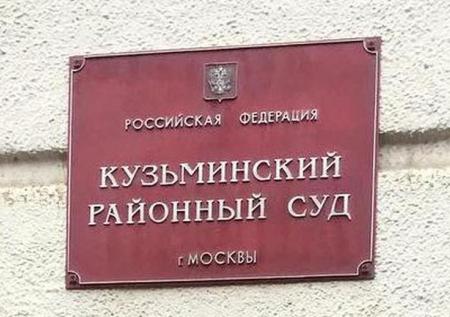 РОССИЙСКАЯ ФЕДЕРАЦИЯ
КУЗЬМИНСКИЙ
РАЙОННЫЙ СУД
г.МОСКВЫ